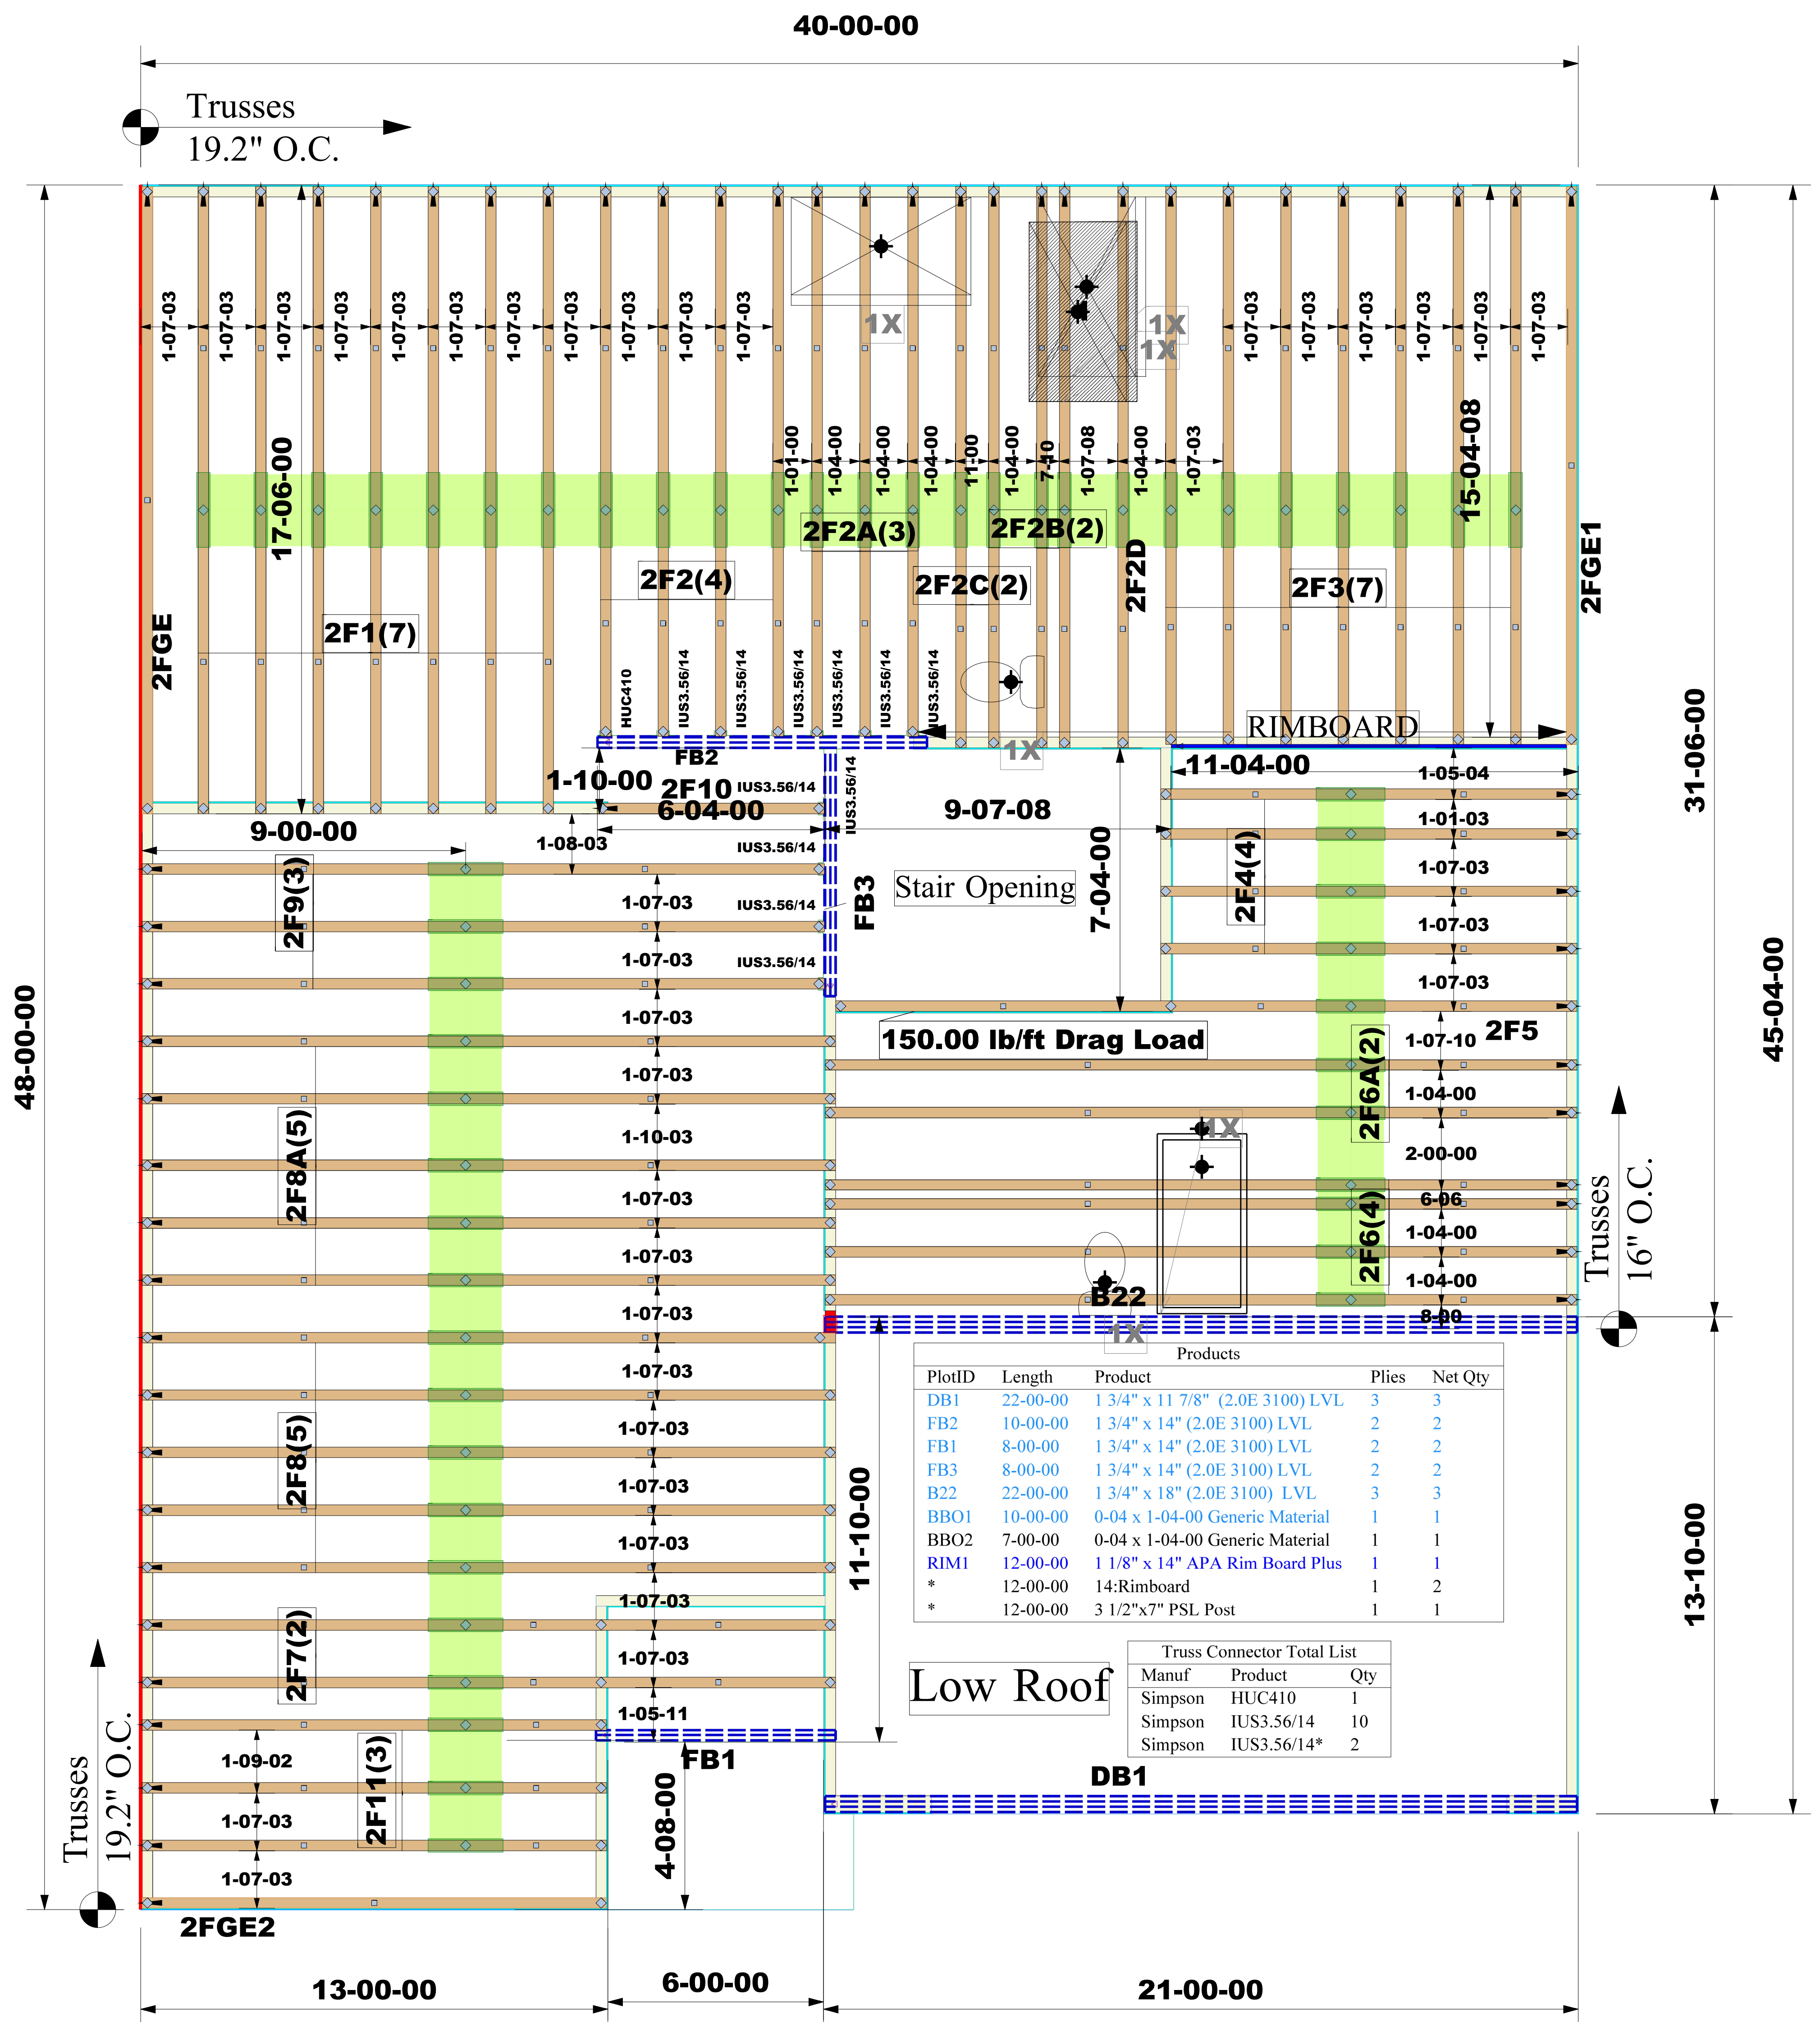 40-00-00
Trusses
19.2" O.C.
1-07-03
1-07-03
1-07-03
1-07-03
1-07-03
1-07-03
1-07-03
1-07-03
1-07-03
1-07-03
1-07-03
1X
1X
1X
1-07-03
1-07-03
1-07-03
1-07-03
1-07-03
1-07-03
17-06-00
1-01-00
1-04-00
1-04-00
1-04-00
11-00
1-04-00
7-10
1-07-08
1-04-00
1-07-03
15-04-08
2F2A(3)
2F2B(2)
2F2(4)
2F2C(2)
2F2D
2F3(7)
2FGE1
2F1(7)
2FGE
HUC410
IUS3.56/14
IUS3.56/14
IUS3.56/14
IUS3.56/14
IUS3.56/14
IUS3.56/14
RIMBOARD
31-06-00
FB2
1X
1-10-00
2F10
IUS3.56/14
IUS3.56/14
11-04-00
1-05-04
6-04-00
9-07-08
9-00-00
1-08-03
IUS3.56/14
1-01-03
2F9(3)
1-07-03
IUS3.56/14
FB3
Stair Opening
7-04-00
2F4(4)
1-07-03
1-07-03
1-07-03
IUS3.56/14
1-07-03
1-07-03
150.00 lb/ft Drag Load
2F5
1-07-10
48-00-00
45-04-00
1-07-03
2F6A(2)
1-04-00
2F8A(5)
1-10-03
1X
2-00-00
1-07-03
6-06
Trusses
16" O.C.
1-07-03
2F6(4)
1-04-00
1-04-00
1-07-03
B22
8-00
1X
1-07-03
Products
PlotID Length Product Plies Net Qty
DB1 22-00-00 1 3/4" x 11 7/8" (2.0E 3100) LVL 3 3
FB2 10-00-00 1 3/4" x 14" (2.0E 3100) LVL 2 2
FB1 8-00-00 1 3/4" x 14" (2.0E 3100) LVL 2 2
FB3 8-00-00 1 3/4" x 14" (2.0E 3100) LVL 2 2
B22 22-00-00 1 3/4" x 18" (2.0E 3100) LVL 3 3
BBO1 10-00-00 0-04 x 1-04-00 Generic Material 1 1
BBO2 7-00-00 0-04 x 1-04-00 Generic Material 1 1
RIM1 12-00-00 1 1/8" x 14" APA Rim Board Plus 1 1
* 12-00-00 14:Rimboard 1 2
* 12-00-00 3 1/2"x7" PSL Post 1 1
1-07-03
2F8(5)
1-07-03
11-10-00
1-07-03
13-10-00
1-07-03
2F7(2)
1-07-03
Low Roof
Truss Connector Total List
Manuf Product Qty
Simpson HUC410 1
Simpson IUS3.56/14 10
Simpson IUS3.56/14* 2
1-05-11
Trusses
19.2" O.C.
1-09-02
2F11(3)
FB1
DB1
1-07-03
4-08-00
1-07-03
2FGE2
13-00-00
6-00-00
21-00-00